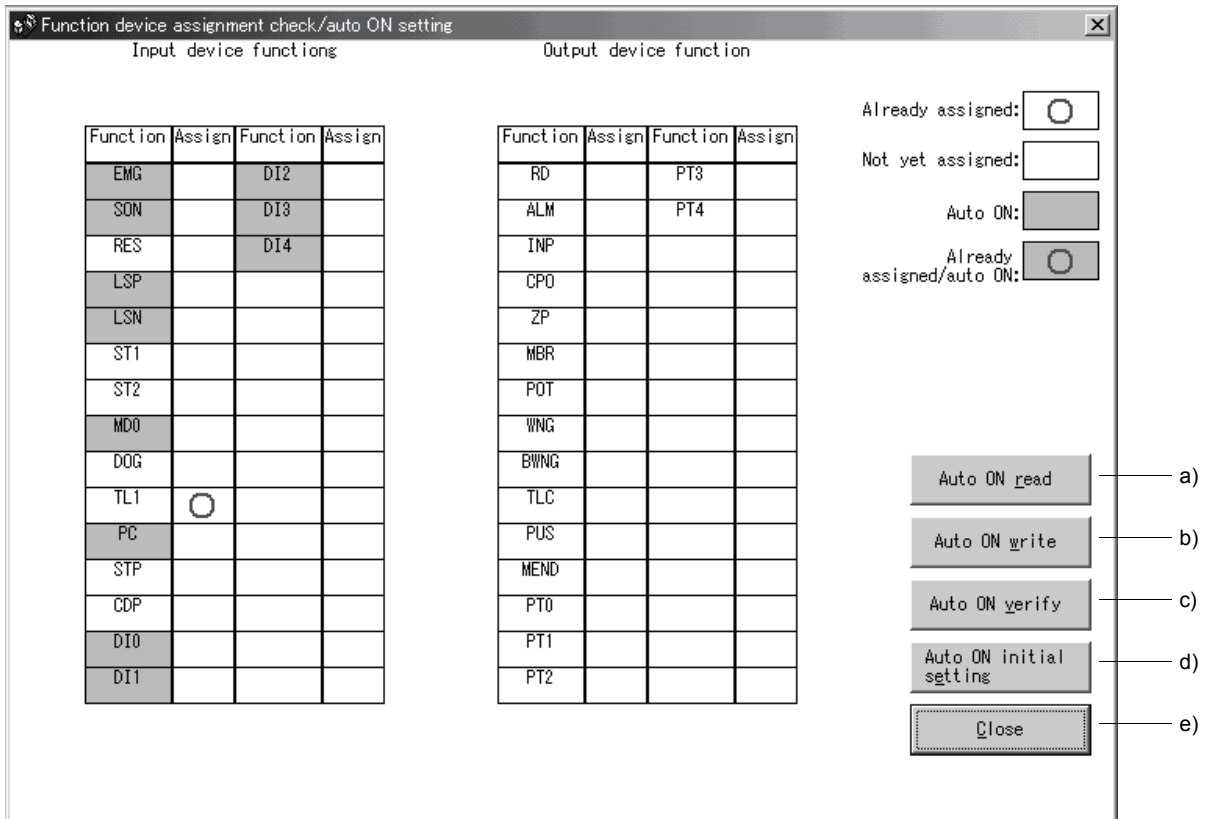 Function device assignment check/auto ON setting
Input device functiong
Output device function
Already assigned:
Not yet assigned:
Auto ON:
Already
assigned/auto ON:
Function Assign Function Assign
EMG DI2
SON DI3
RES DI4
LSP
LSN
ST1
ST2
MD0
DOG
TL1
PC
STP
CDP
DI0
DI1
Function Assign Function Assign
RD PT3
ALM PT4
INP
CPO
ZP
MBR
POT
WNG
BWNG
TLC
PUS
MEND
PT0
PT1
PT2
Auto ON read a)
Auto ON write b)
Auto ON verify c)
Auto ON initial
setting d)
Close e)